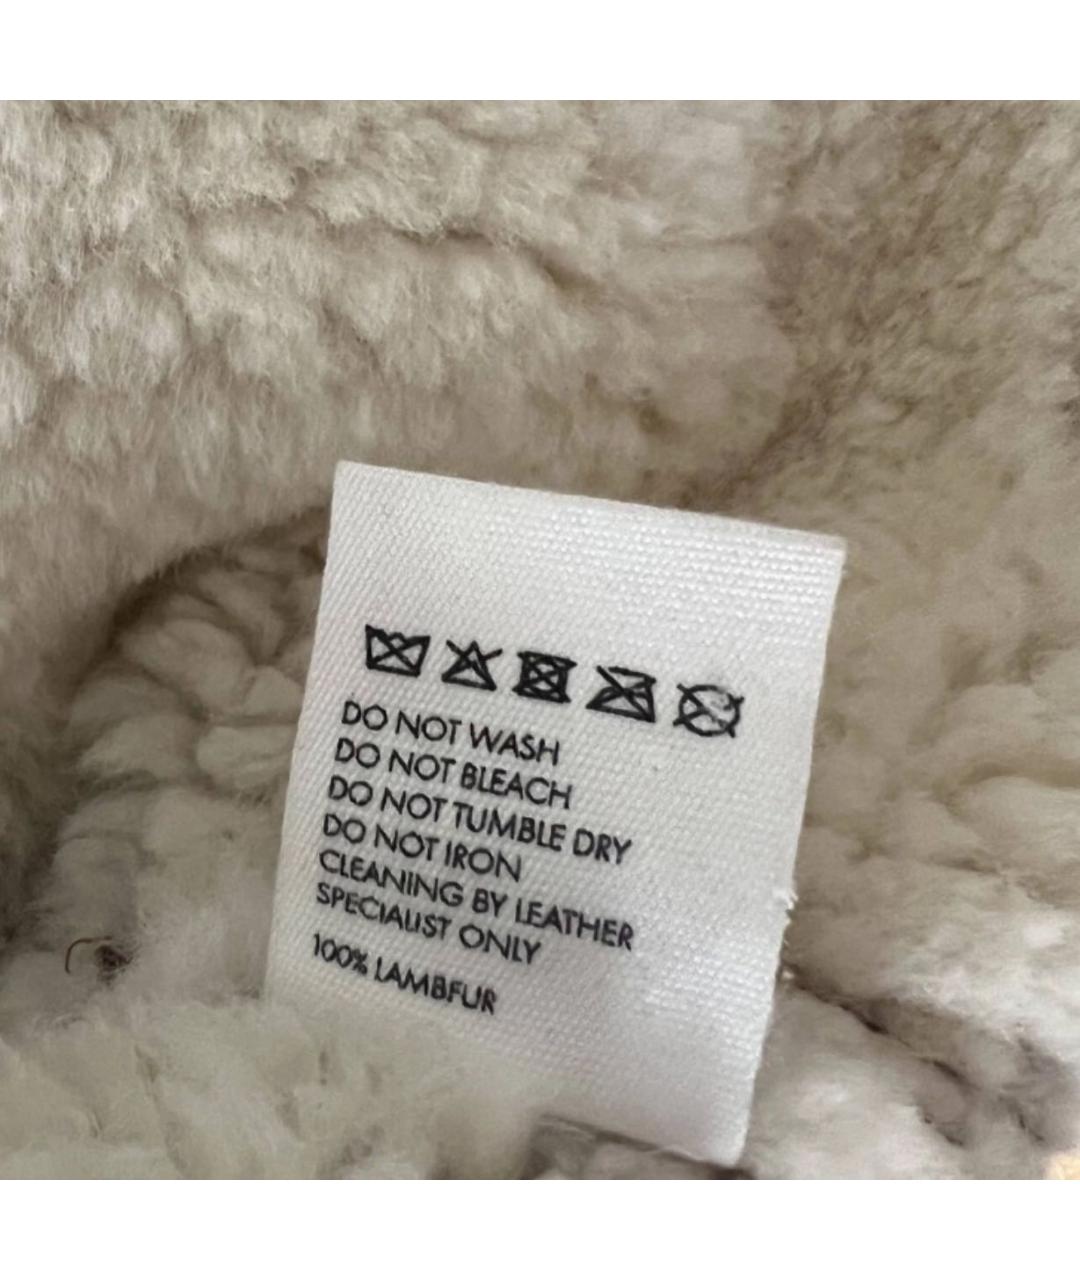 DO NOT WASH
DO NOT BLEACH
DO NOT TUMBLE DRY
DO NOT IRON
CLEANING BY LEATHER
SPECIALIST ONLY
100% LAMBFUR